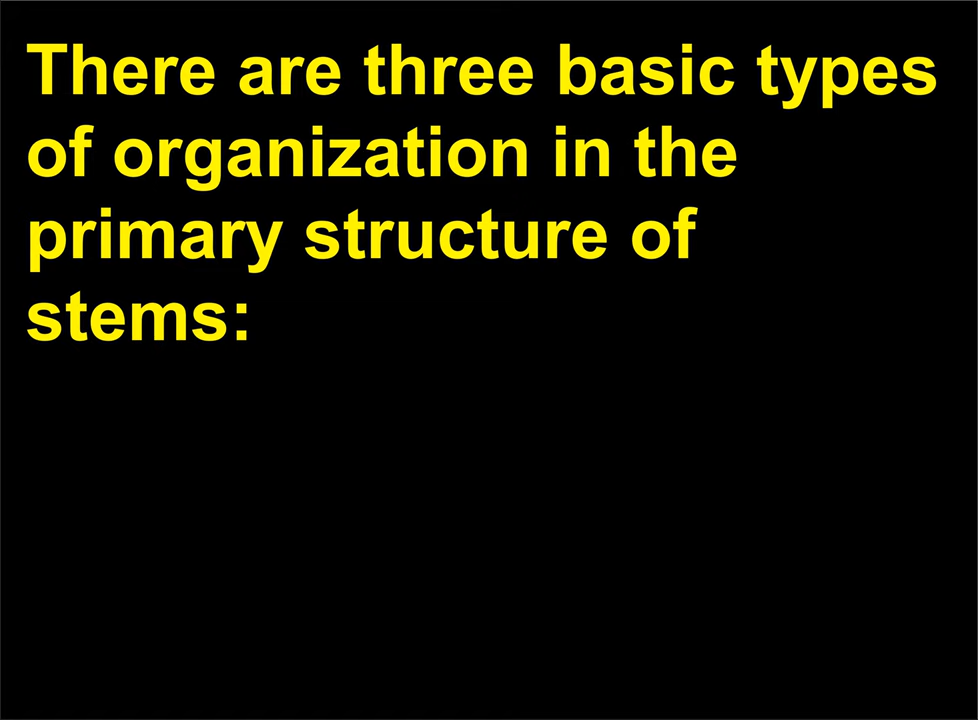 There are three basic types
of organization in the
primary structure of
stems: